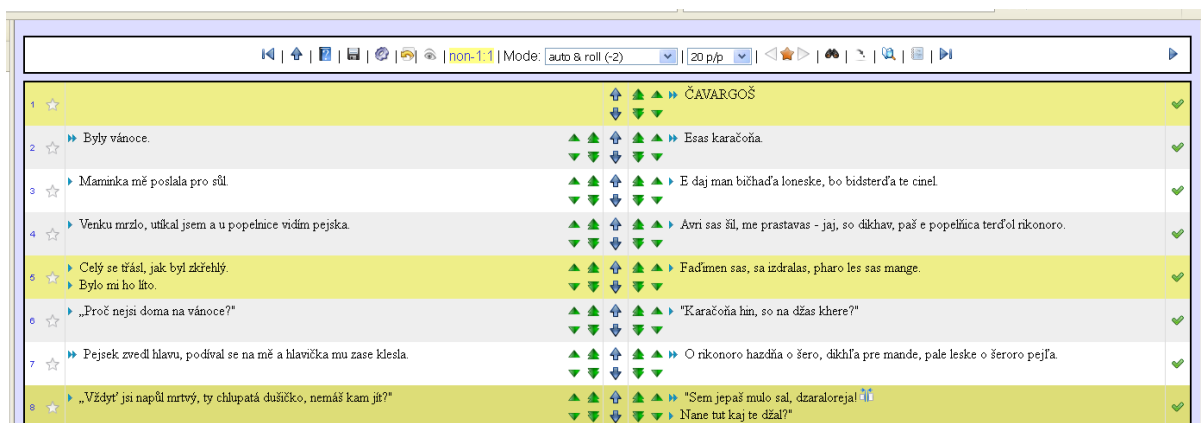 non-1:1 | Mode: auto & roll (-2) | 20 p/p
1 ČAVARGOŠ
2 Byly vánoce. Esas karačoňa.
3 Maminka mě poslala pro sůl. E daj man bičhaďa loneske, bo bidsterďa te cinel.
4 Venku mrzlo, utíkal jsem a u popelnice vidím pejska. Avri sas šil, me prastavas - jaj, so dikhav, paš e popelňica terďol rikonoro.
5 Celý se třásl, jak byl zkřehlý. Faďimen sas, sa izdralas, pharo les sas mange.
Bylo mi ho líto.
6 „Proč nejsi doma na vánoce?" "Karačoňa hin, so na džas khere?"
7 Pejsek zvedl hlavu, podíval se na mě a hlavička mu zase klesla. O rikonoro hazdňa o šero, dikhľa pre mande, pale leske o šeroro pejľa.
8 „Vždyť jsi napůl mrtvý, ty chlupatá dušičko, nemáš kam jít?" "Sem jepaš mulo sal, dzaraloreja!
Nane tut kaj te džal?"